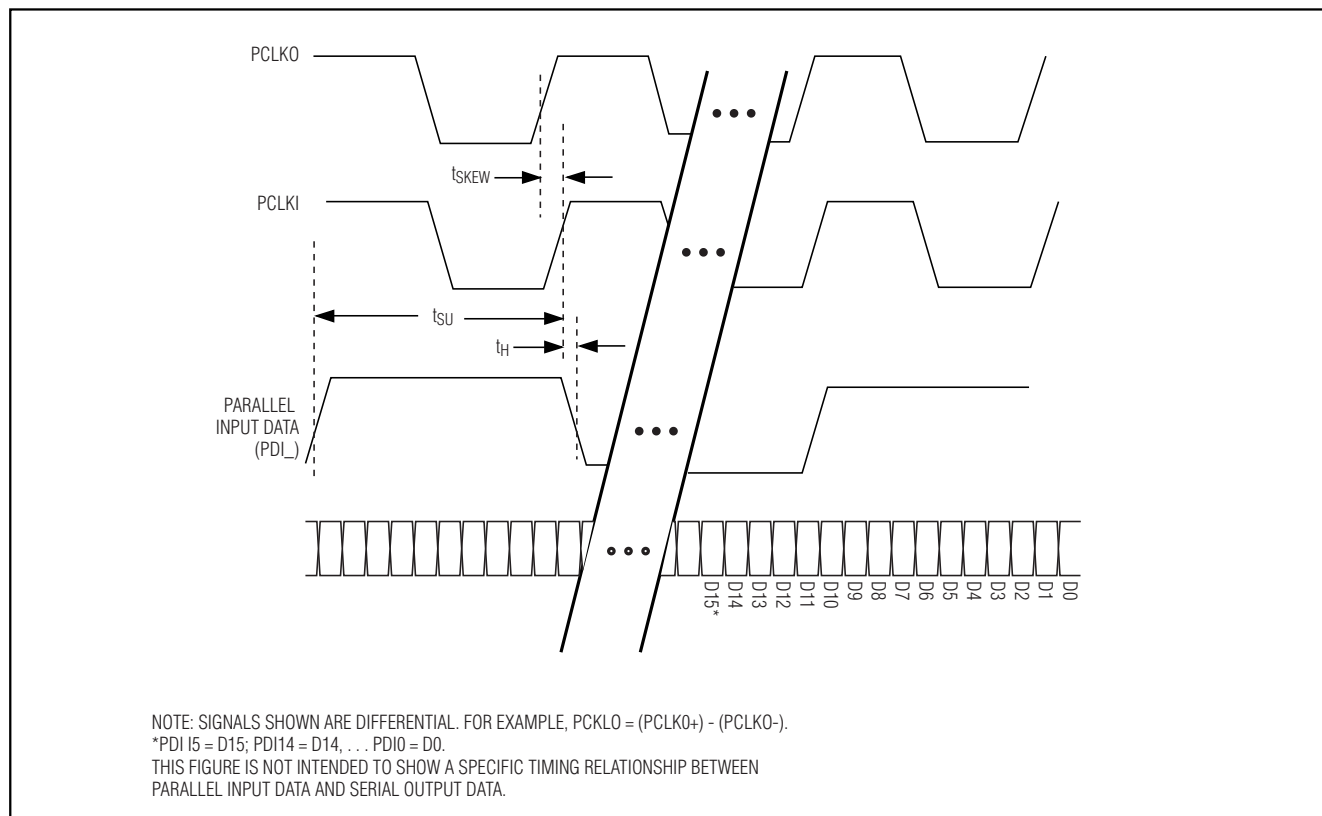 PCLKO
tSKEW
PCLKI
tSU
tH
PARALLEL
INPUT DATA
(PDI_)
D15*
D14
D13
D12
D11
D10
D9
D8
D7
D6
D5
D4
D3
D2
D1
D0
NOTE: SIGNALS SHOWN ARE DIFFERENTIAL. FOR EXAMPLE, PCKLO = (PCLK0+) - (PCLKO-).
*PDI I5 = D15; PDI14 = D14, . . . PDI0 = D0.
THIS FIGURE IS NOT INTENDED TO SHOW A SPECIFIC TIMING RELATIONSHIP BETWEEN
PARALLEL INPUT DATA AND SERIAL OUTPUT DATA.